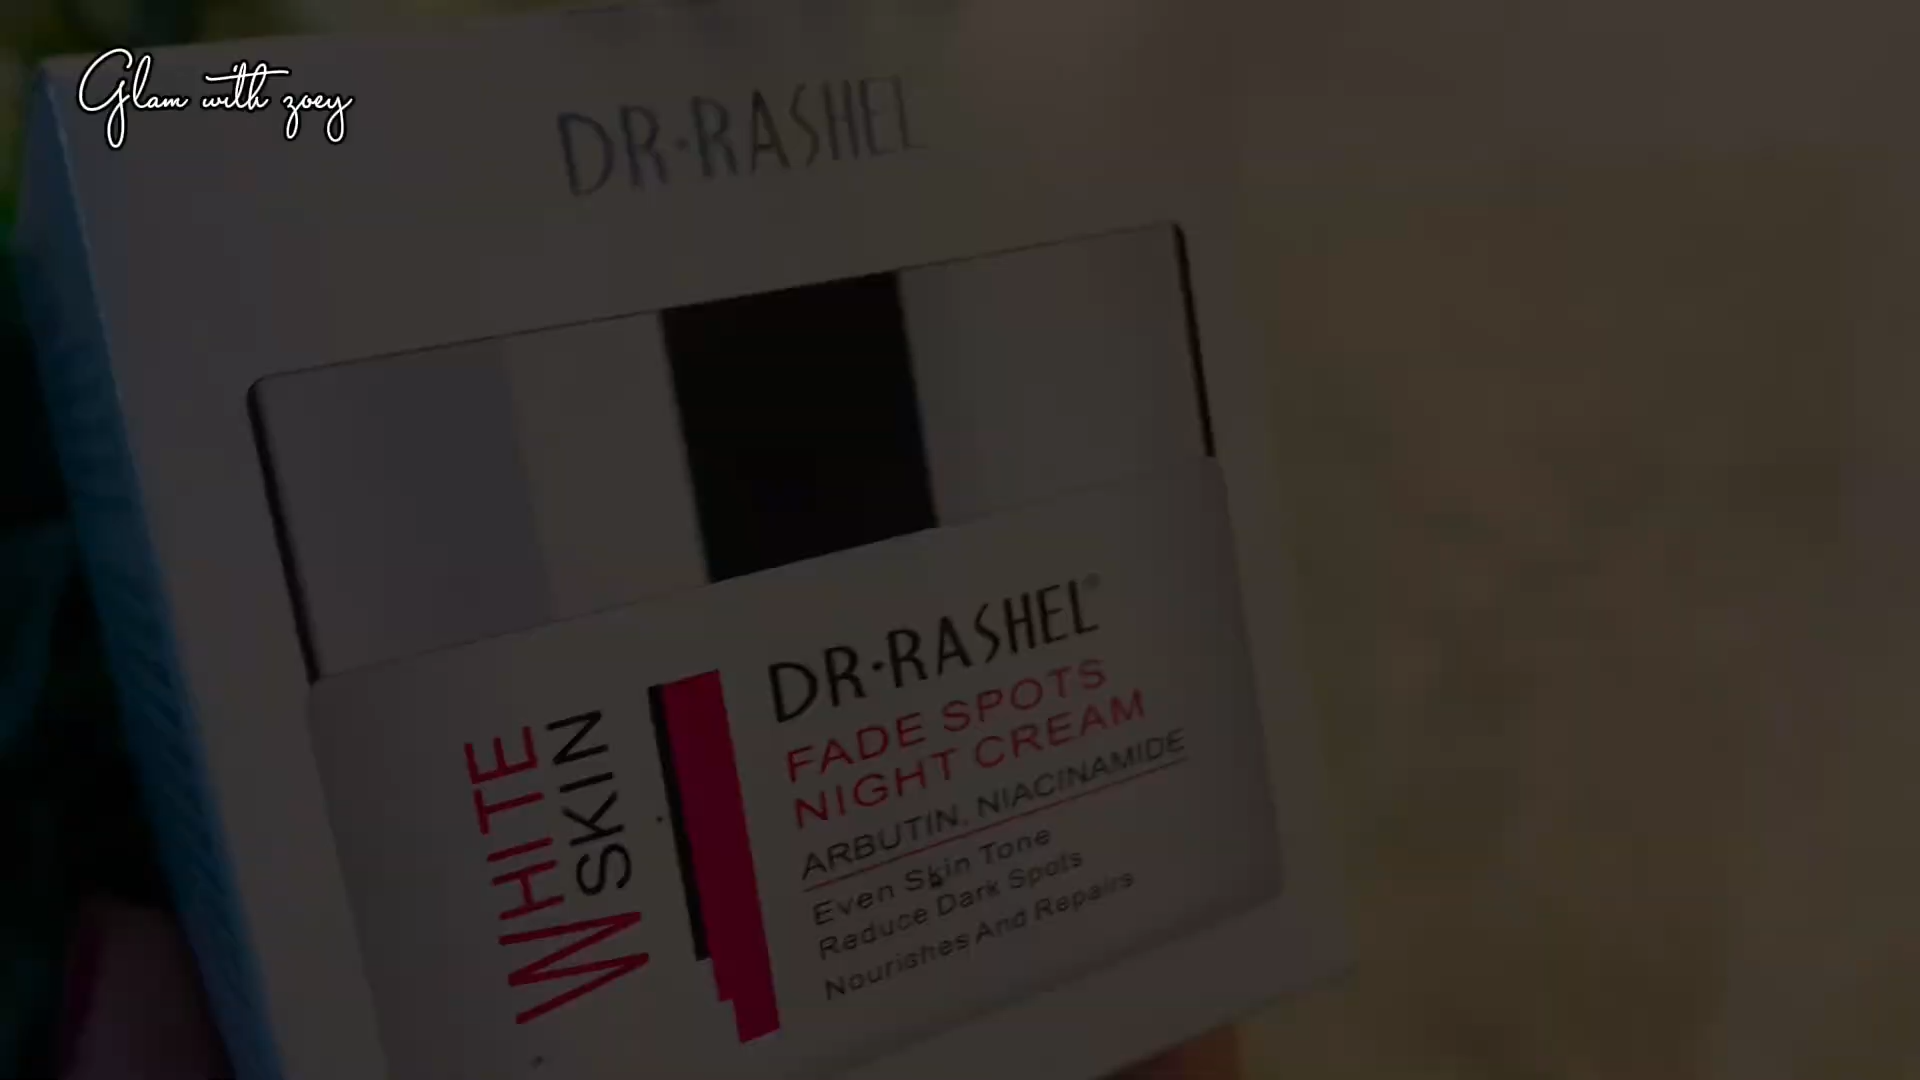 Glam with zoey
DR·RASHEL
WHITE
SKIN
DR·RASHEL®
FADE SPOTS
NIGHT CREAM
ARBUTIN, NIACINAMIDE
Even Skin Tone
Reduce Dark Spots
Nourishes And Repairs